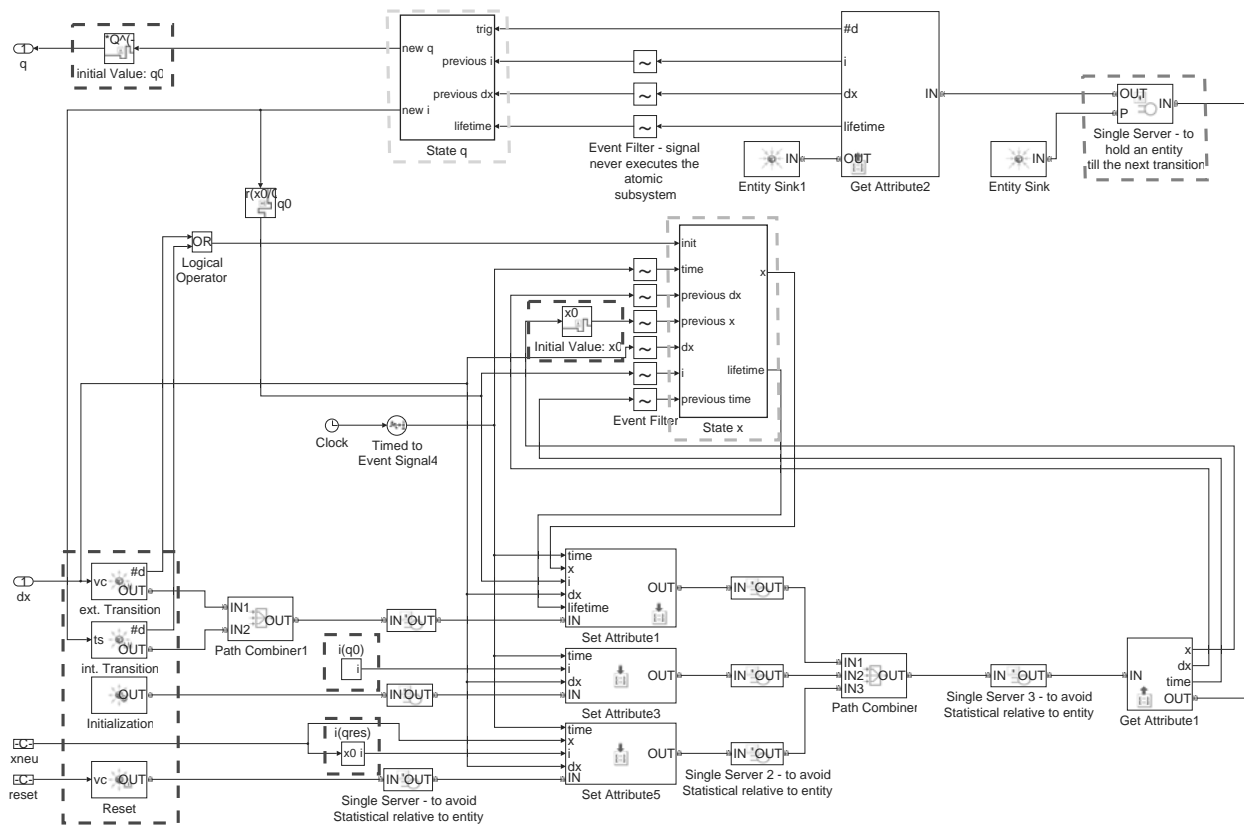 1
q
*Q^(-
initial Value: q0
new q
new i
trig
previous i
previous dx
lifetime
State q
~
~
~
Event Filter - signal
never executes the
atomic
subsystem
#d
i
dx
lifetime
OUT
IN
Get Attribute2
IN
Entity Sink1
IN
Entity Sink
OUT
P
IN
Single Server - to
hold an entity
till the next transition
r(x0/
q0
OR
Logical
Operator
init
time
previous dx
previous x
dx
i
previous time
x
lifetime
State x
~
~
~
~
~
~
Event Filter
x0
Initial Value: x0
Clock
Timed to
Event Signal4
1
dx
vc
#d
OUT
ext. Transition
ts
#d
OUT
int. Transition
OUT
Initialization
-C-
xneu
-C-
reset
vc
OUT
Reset
IN1
IN2
OUT
Path Combiner1
IN OUT
i(q0)
i
IN OUT
i(qres)
x0 i
IN OUT
Single Server - to avoid
Statistical relative to entity
time
x
i
dx
lifetime
IN
OUT
Set Attribute1
time
i
dx
IN
OUT
Set Attribute3
time
x
i
dx
IN
OUT
Set Attribute5
IN OUT
IN OUT
IN OUT
Single Server 2 - to avoid
Statistical relative to entity
IN1
IN2
IN3
OUT
Path Combiner
IN OUT
Single Server 3 - to avoid
Statistical relative to entity
IN
x
dx
time
OUT
Get Attribute1